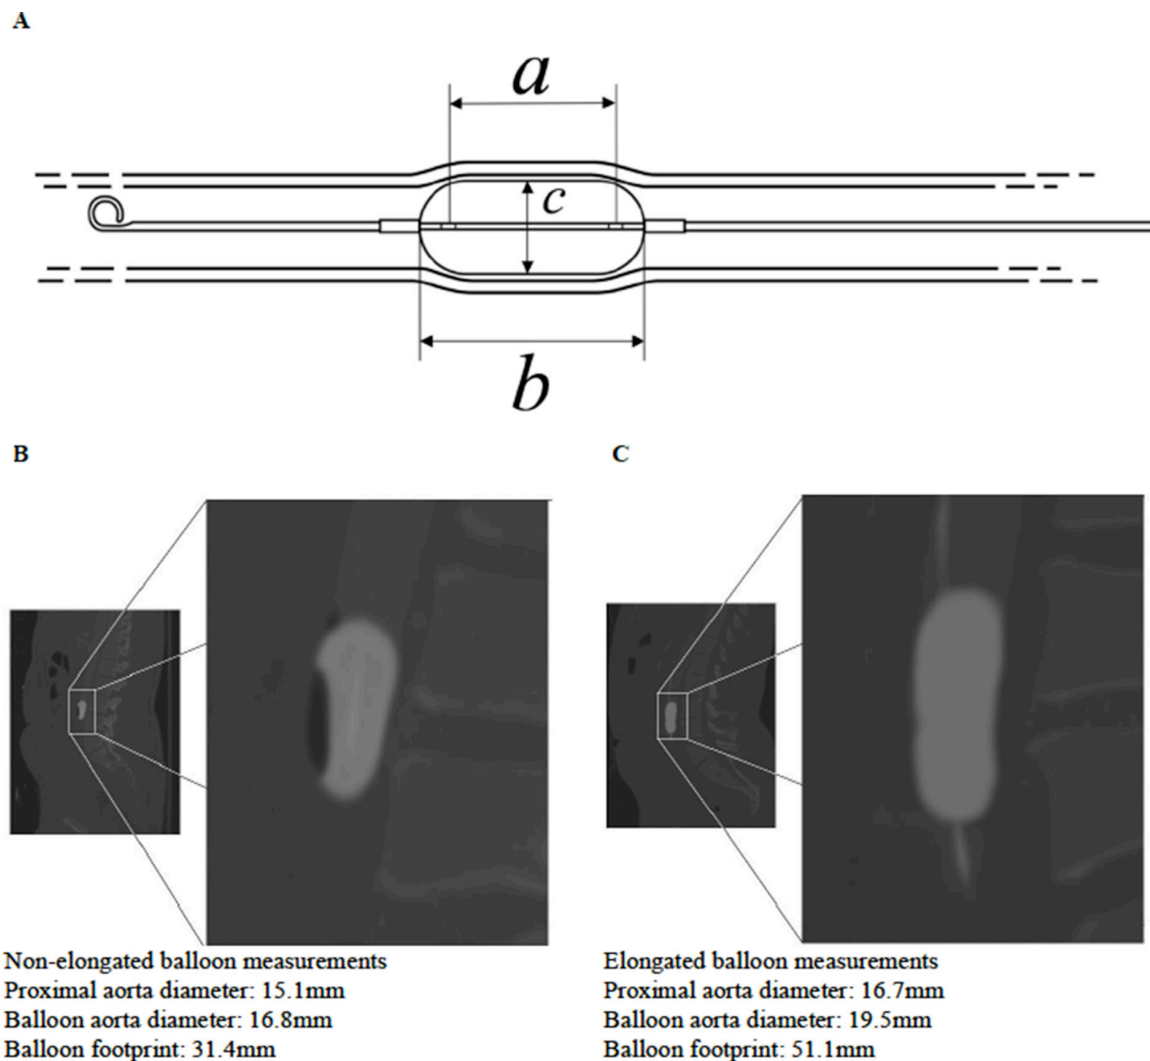 A
a
c
b
B
C
Non-elongated balloon measurements
Proximal aorta diameter: 15.1mm
Balloon aorta diameter: 16.8mm
Balloon footprint: 31.4mm
Elongated balloon measurements
Proximal aorta diameter: 16.7mm
Balloon aorta diameter: 19.5mm
Balloon footprint: 51.1mm